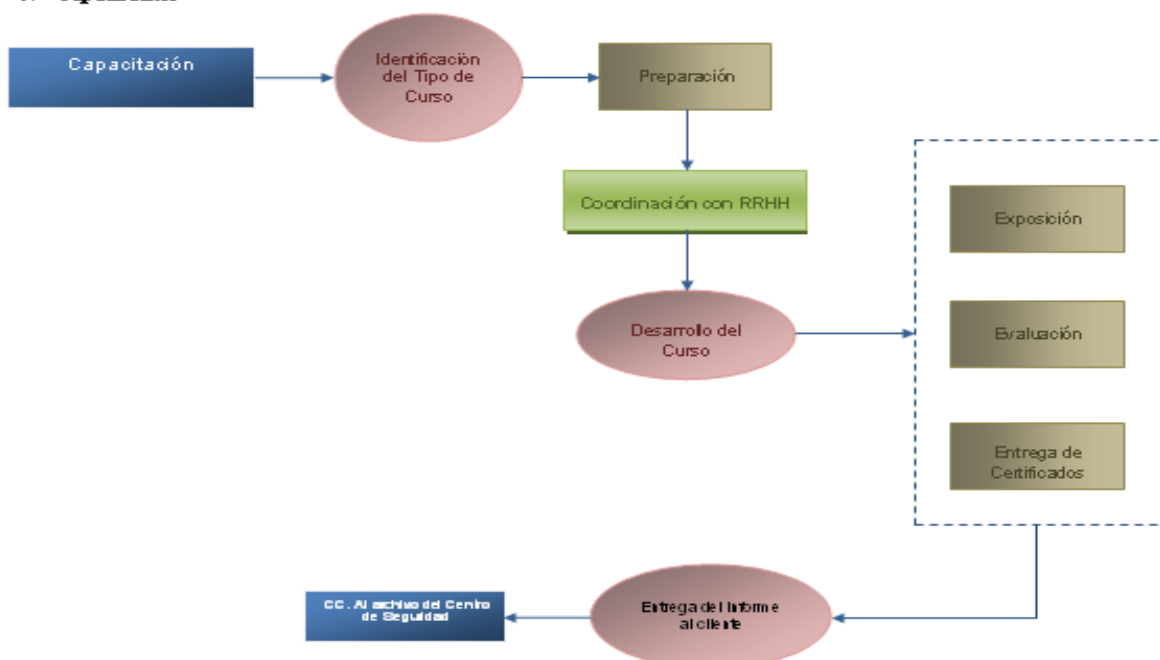 Capacitación
Identificación
del Tipo de
Curso
Preparación
Coordinación con RRHH
Exposición
Desarrollo del
Curso
Evaluación
Entrega de
Certificados
Entrega del Informe
al cliente
CC. Al archivo del Centro
de Seguridad